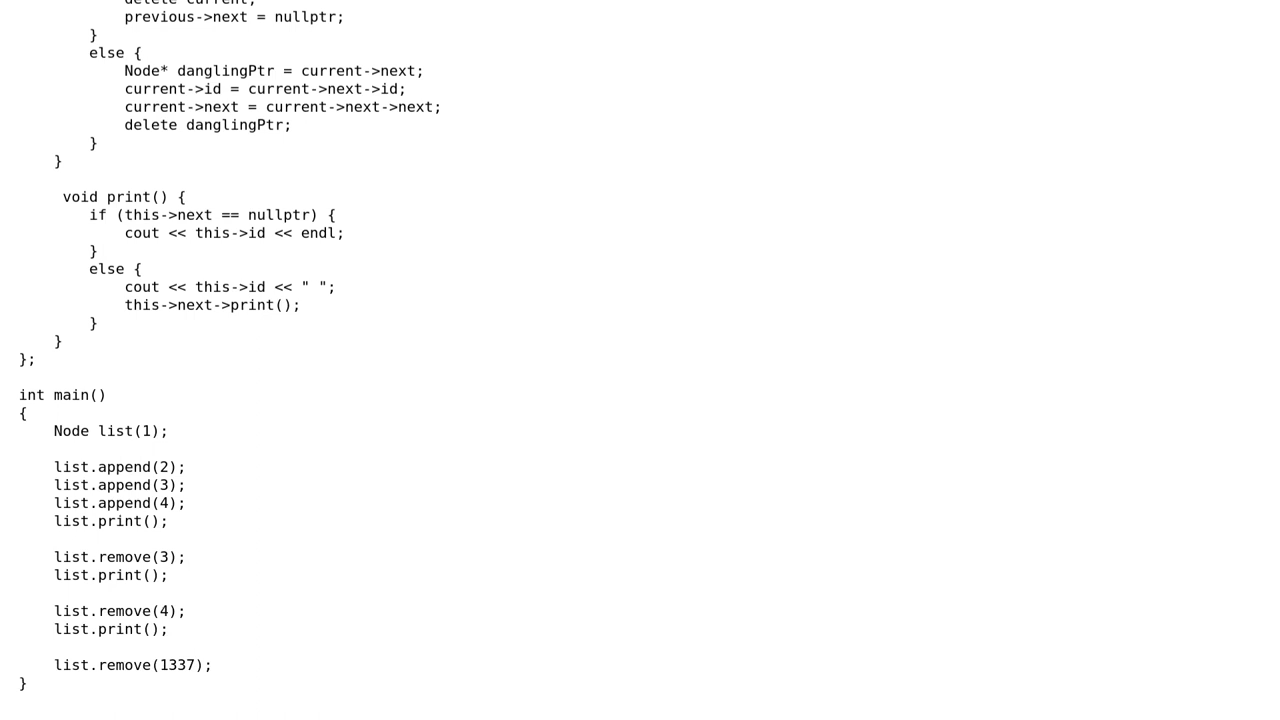 delete current;
            previous->next = nullptr;
        }
        else {
            Node* danglingPtr = current->next;
            current->id = current->next->id;
            current->next = current->next->next;
            delete danglingPtr;
        }
    }

     void print() {
        if (this->next == nullptr) {
            cout << this->id << endl;
        }
        else {
            cout << this->id << " ";
            this->next->print();
        }
    }
};

int main()
{
    Node list(1);

    list.append(2);
    list.append(3);
    list.append(4);
    list.print();

    list.remove(3);
    list.print();

    list.remove(4);
    list.print();

    list.remove(1337);
}